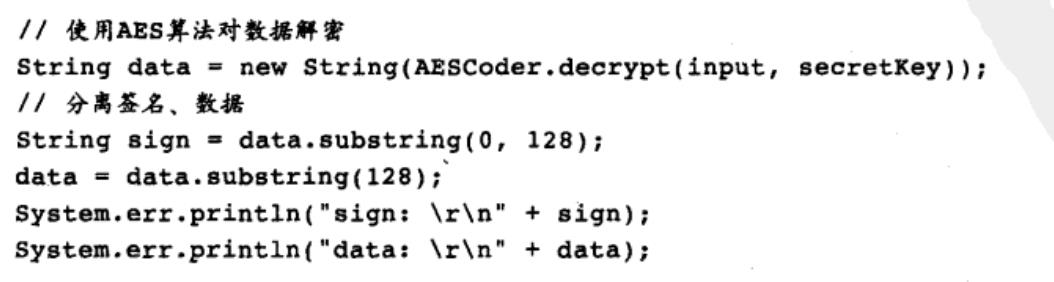 // 使用AES算法对数据解密
String data = new String(AESCoder.decrypt(input, secretKey));
// 分离签名、数据
String sign = data.substring(0, 128);
data = data.substring(128);
System.err.println("sign: \r\n" + sign);
System.err.println("data: \r\n" + data);